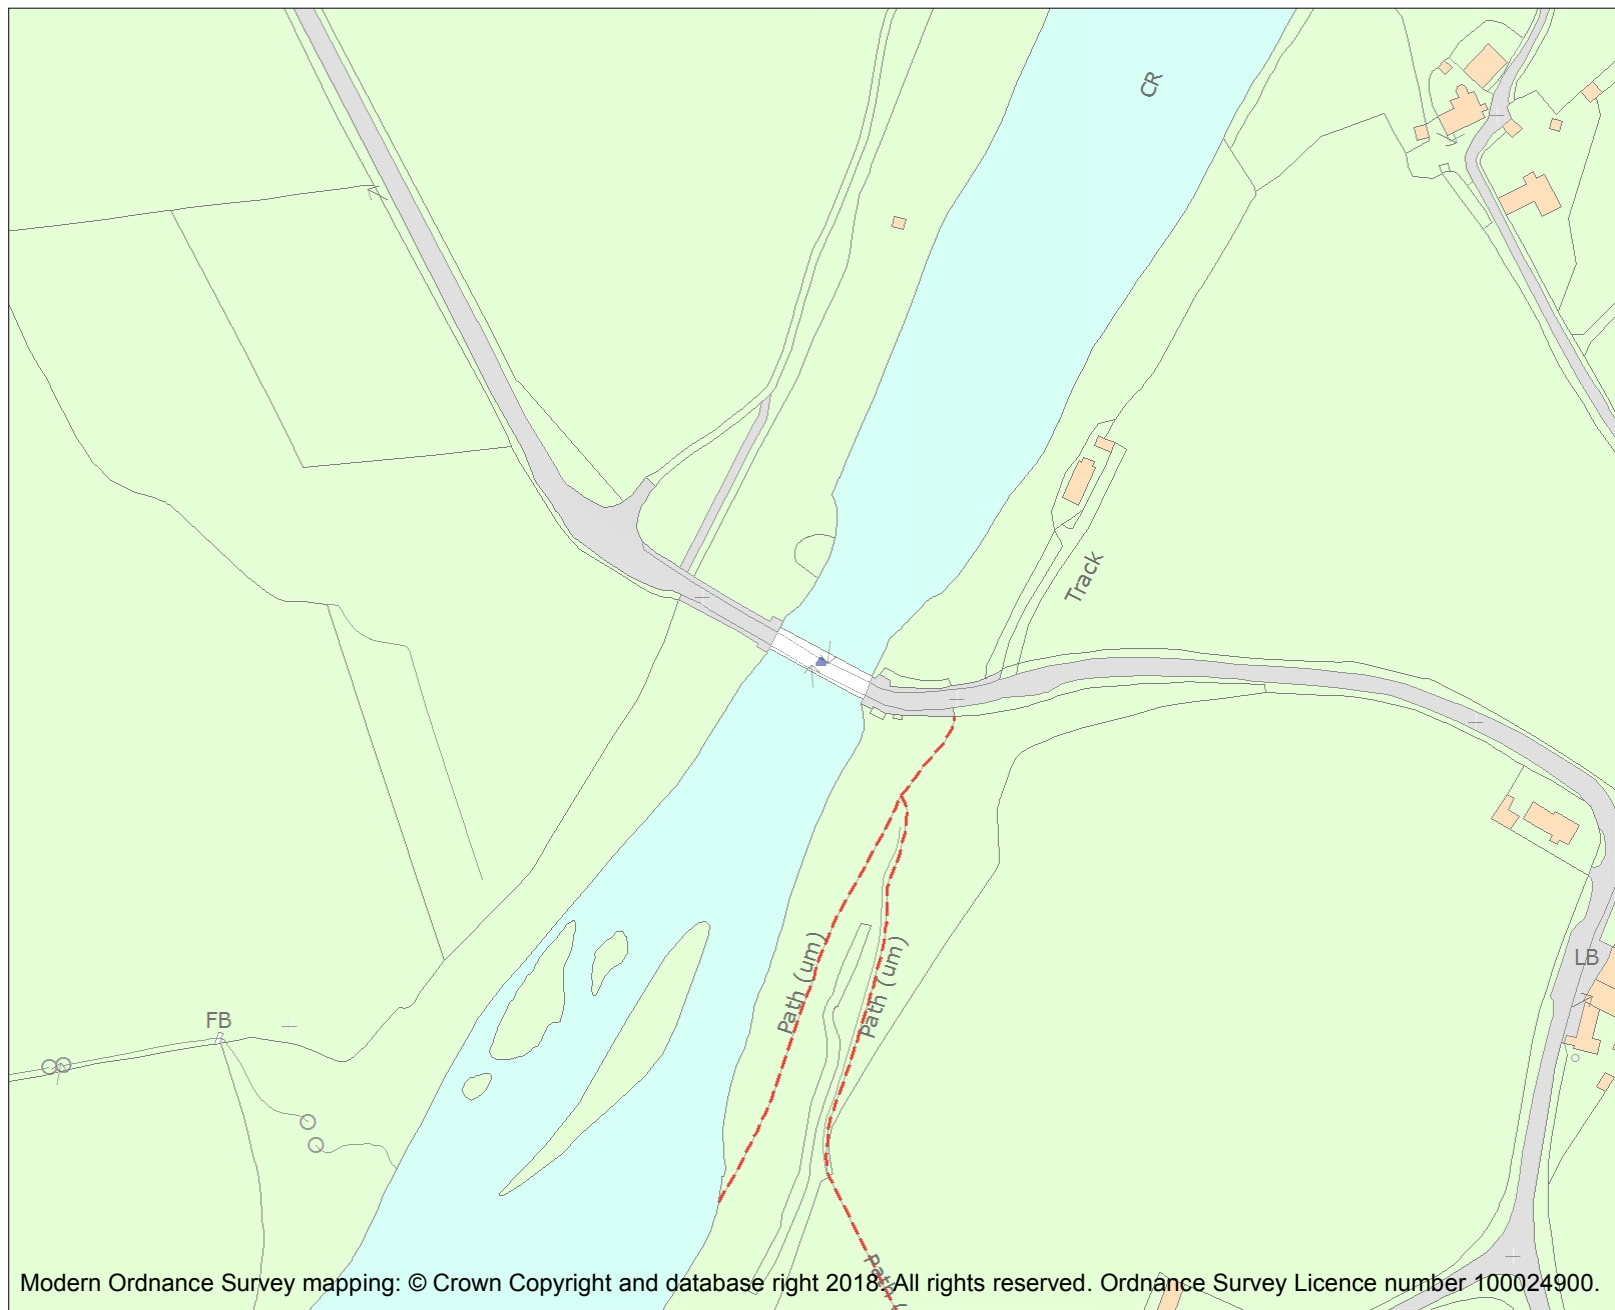 CR
Track
Path (um)
Path (um)
LB
FB
Path (
Modern Ordnance Survey mapping: © Crown Copyright and database right 2018. All rights reserved. Ordnance Survey Licence number 100024900.